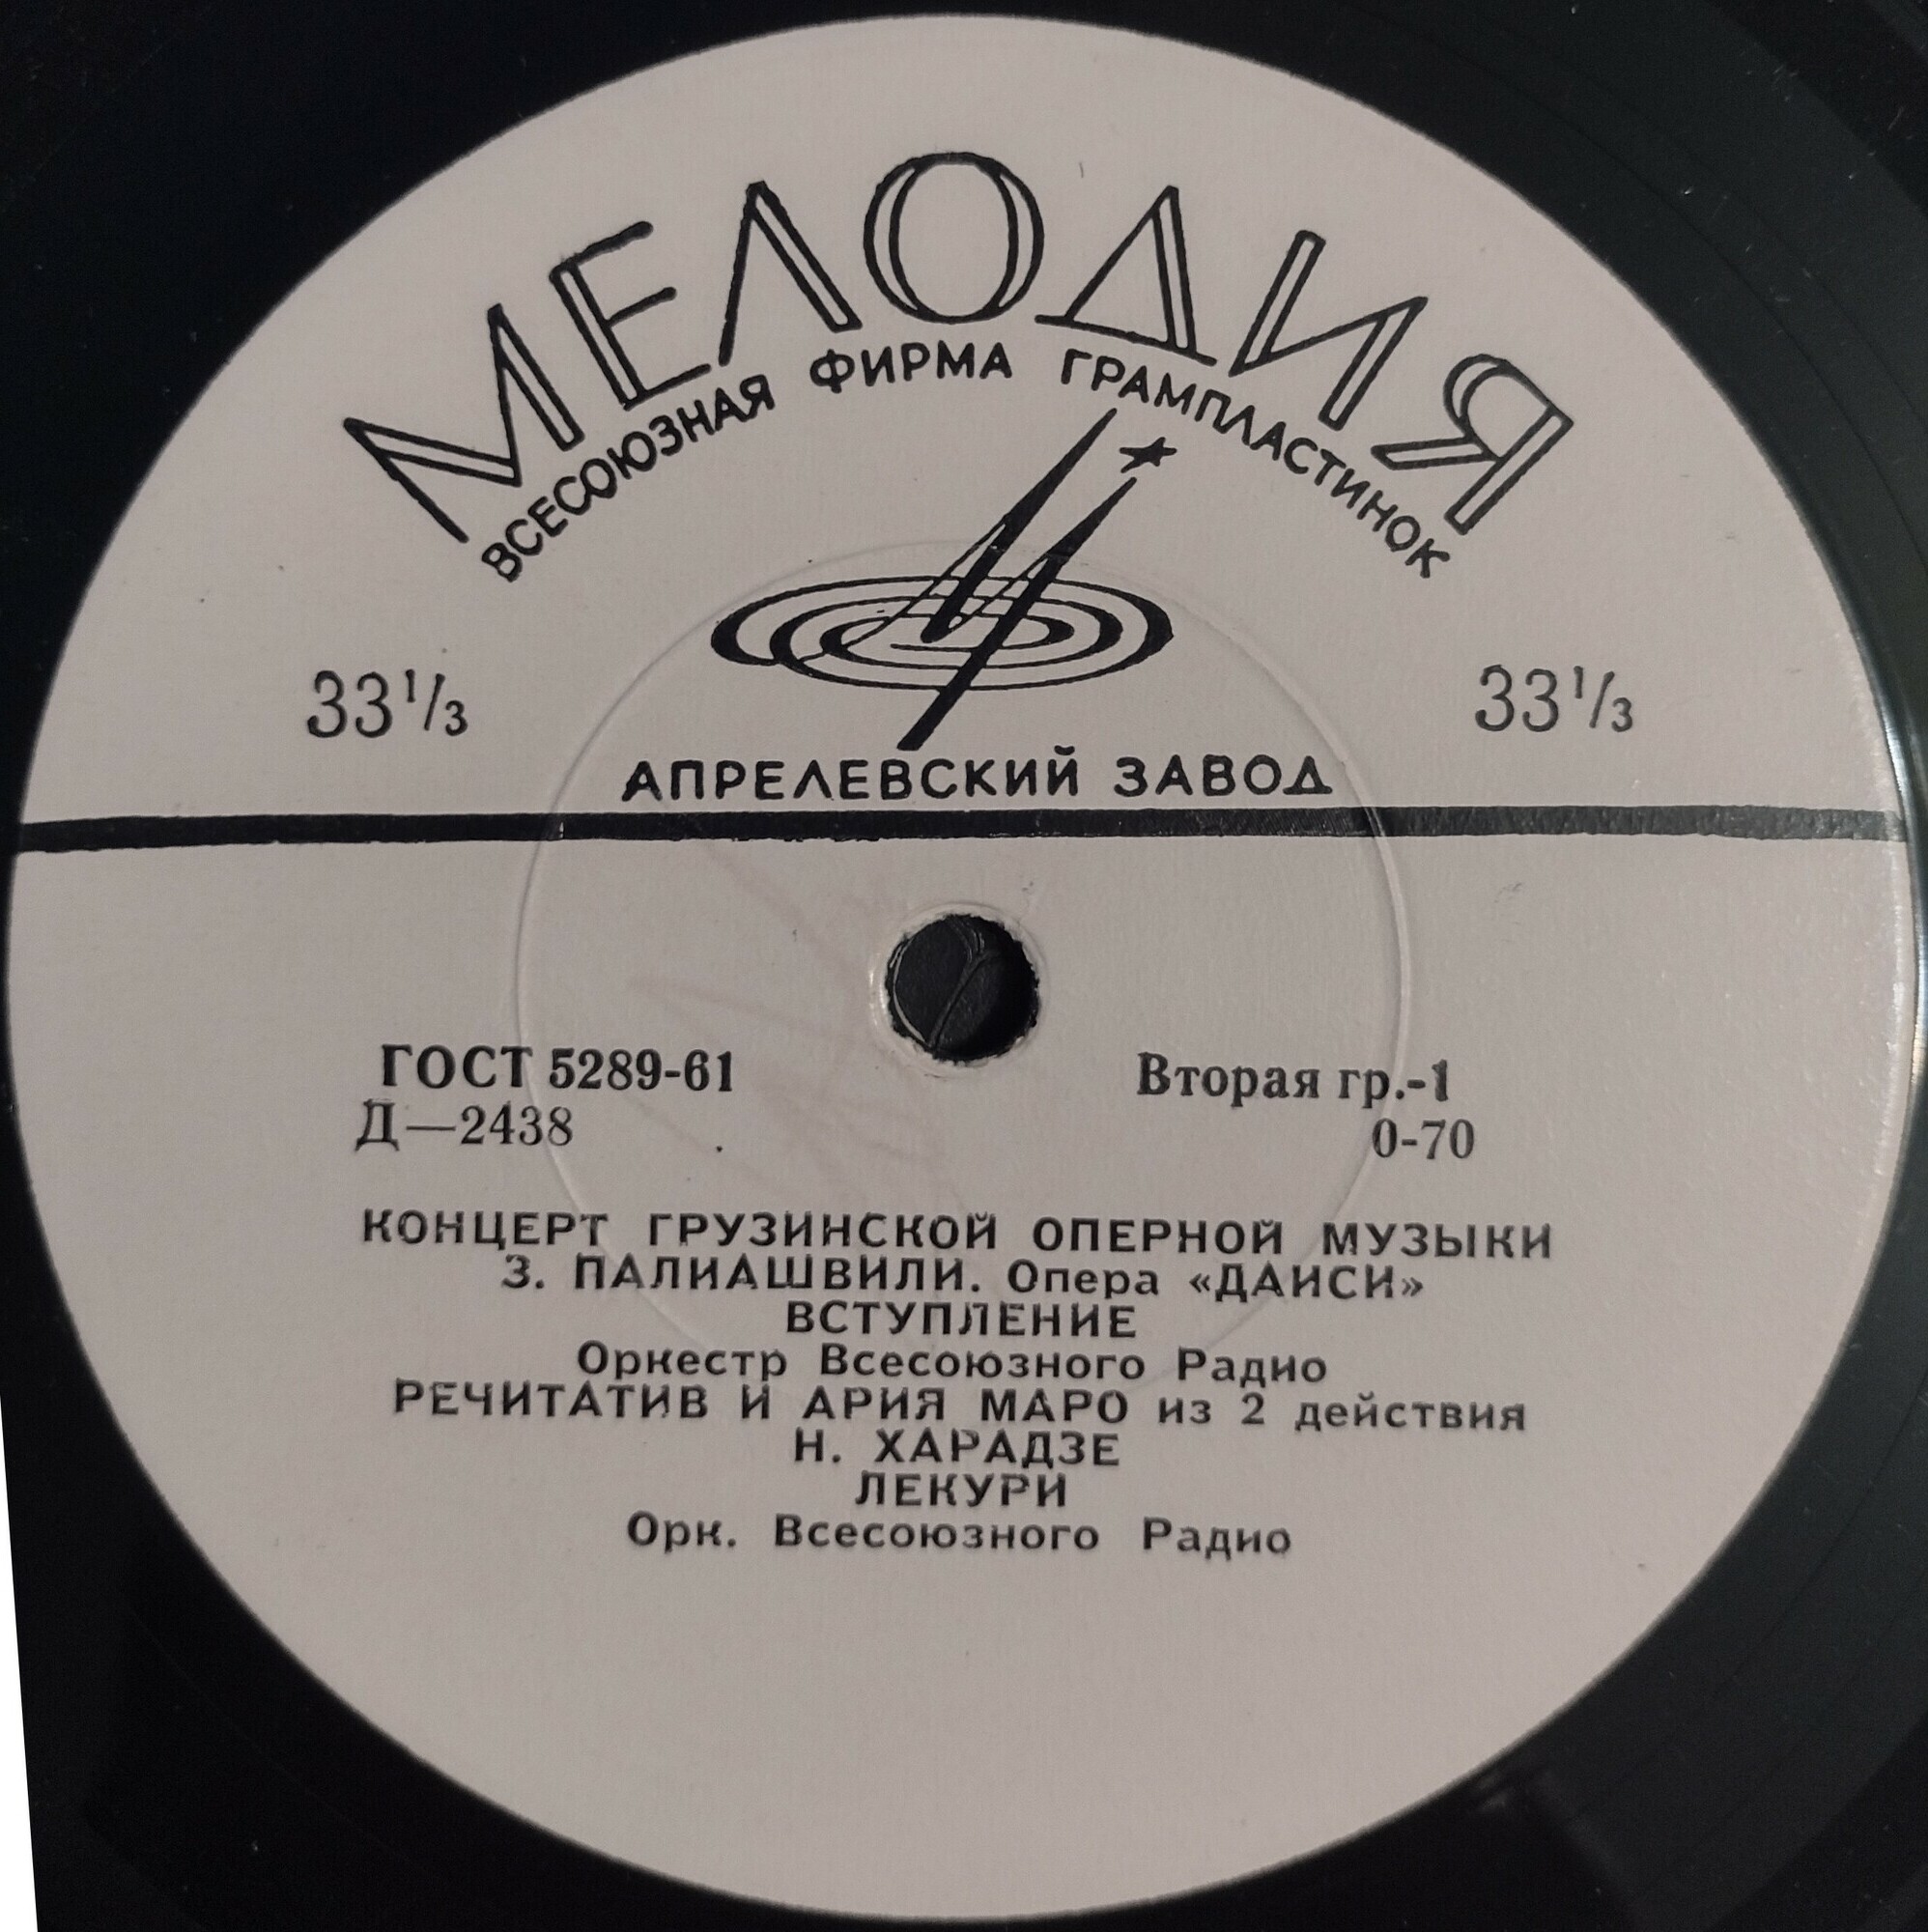 МЕЛОДИЯ
ВСЕСОЮЗНАЯ ФИРМА ГРАМПЛАСТИНОК
33⅓ 33⅓
АПРЕЛЕВСКИЙ ЗАВОД
ГОСТ 5289-61 Вторая гр.-1
Д—2438 0-70
КОНЦЕРТ ГРУЗИНСКОЙ ОПЕРНОЙ МУЗЫКИ
З. ПАЛИАШВИЛИ. Опера «ДАИСИ»
ВСТУПЛЕНИЕ
Оркестр Всесоюзного Радио
РЕЧИТАТИВ И АРИЯ МАРО из 2 действия
Н. ХАРАДЗЕ
ЛЕКУРИ
Орк. Всесоюзного Радио